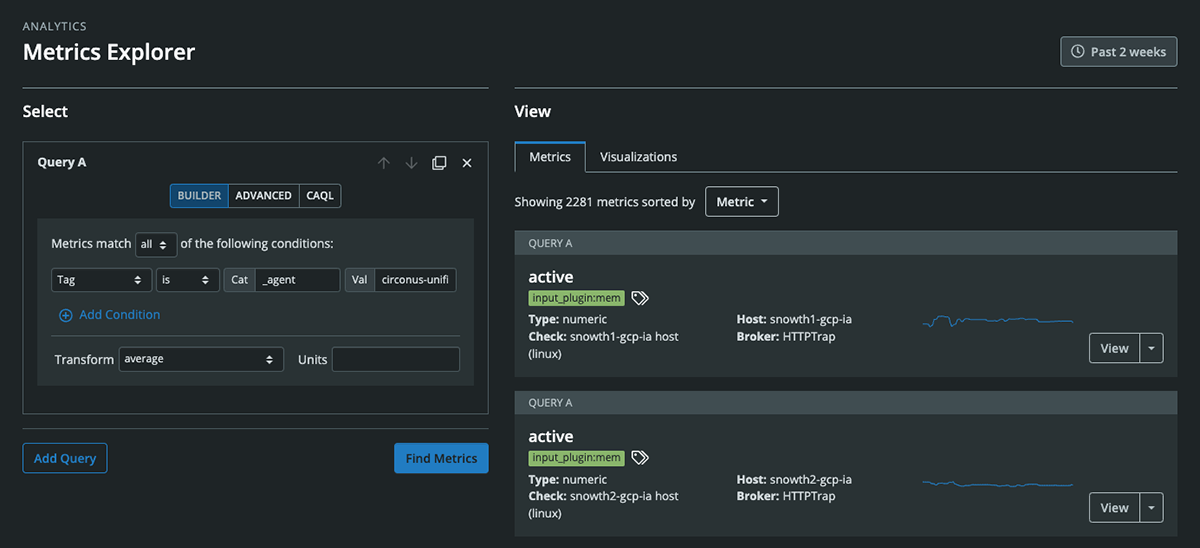 ANALYTICS
Metrics Explorer
Past 2 weeks
Select
Query A
BUILDER ADVANCED CAQL
Metrics match all of the following conditions:
Tag is Cat _agent Val circonus-unifi
Add Condition
Transform average Units
Add Query Find Metrics
View
Metrics Visualizations
Showing 2281 metrics sorted by Metric
QUERY A
active
input_plugin:mem
Type: numeric Host: snowth1-gcp-ia
Check: snowth1-gcp-ia host Broker: HTTPTrap
(linux)
View
QUERY A
active
input_plugin:mem
Type: numeric Host: snowth2-gcp-ia
Check: snowth2-gcp-ia host Broker: HTTPTrap
(linux)
View